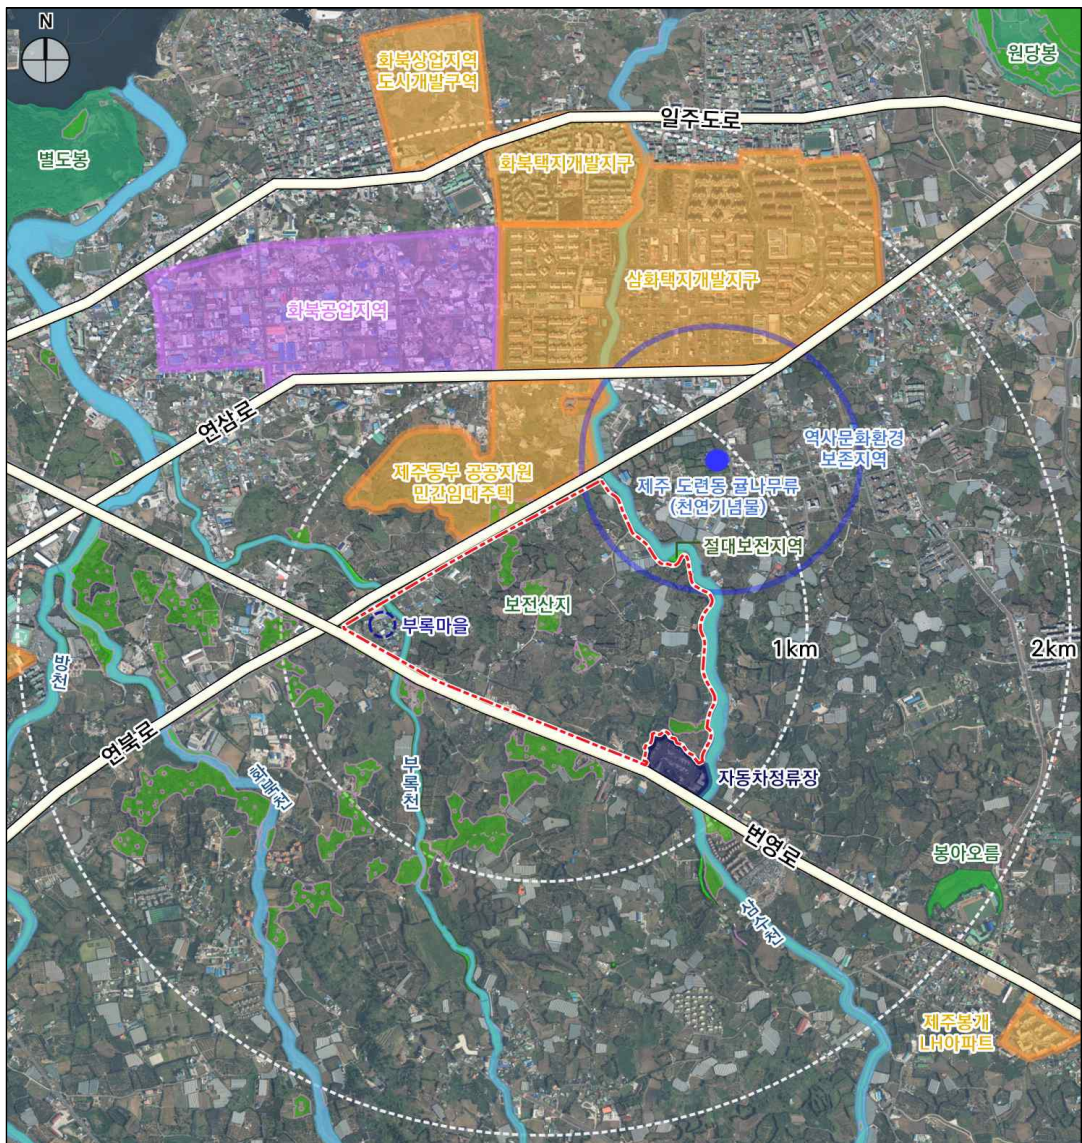 N
화북상업지역
도시개발구역
원당봉
일주도로
별도봉
화북택지개발지구
삼화택지개발지구
화북공업지역
연삼로
역사문화환경
보존지역
제주동부 공공지원
민간임대주택
제주 도련동 귤나무류
(천연기념물)
절대보전지역
보전산지
부록마을
1km
2km
방천
연북로
화북천
부록천
자동차정류장
번영로
봉아오름
삼수천
제주봉개
LH아파트